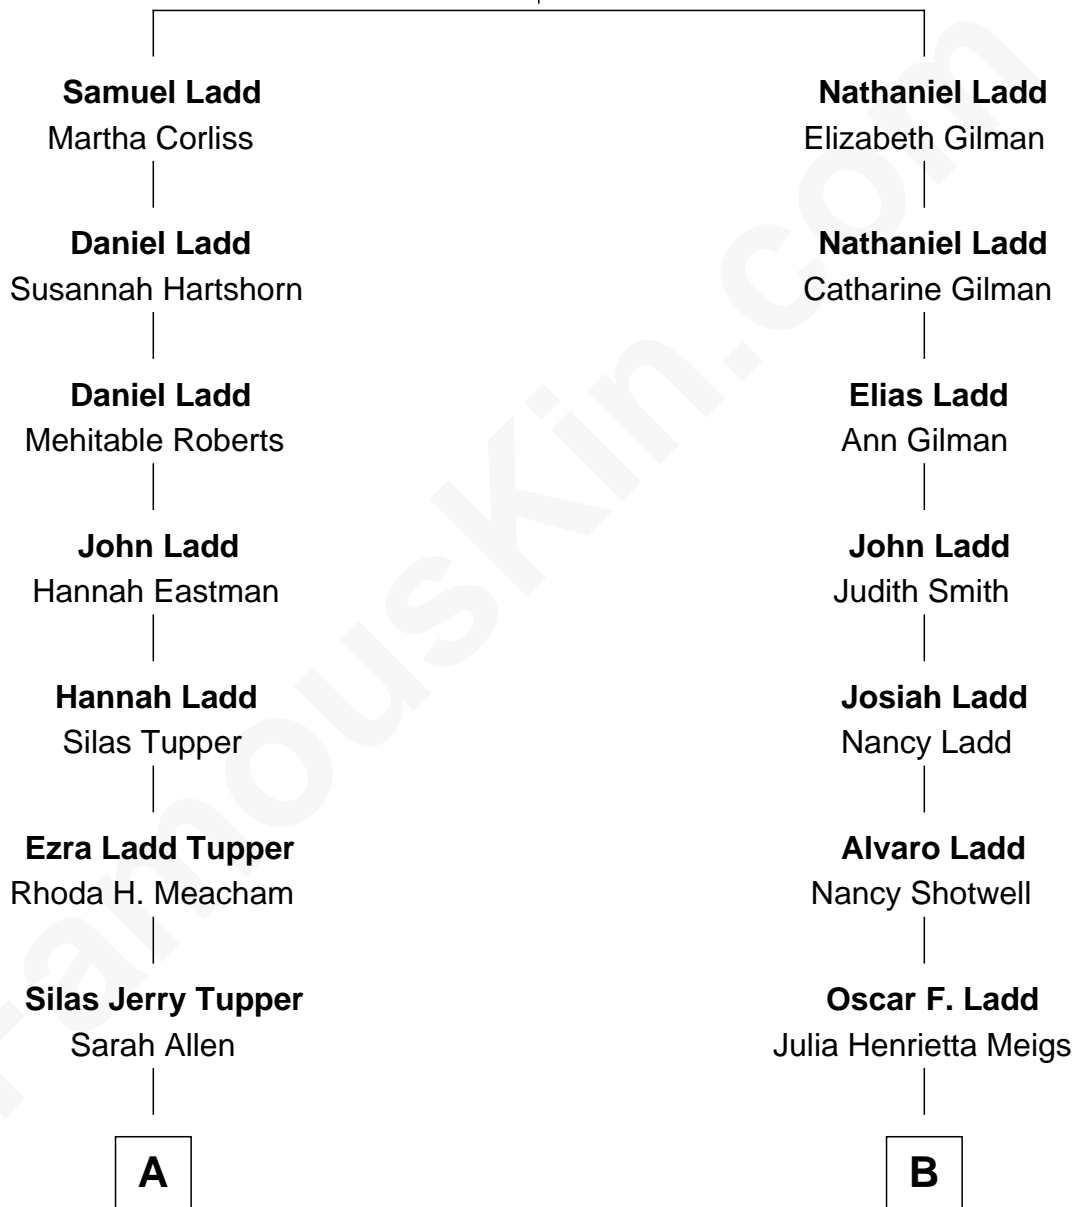 Samuel Ladd
Martha Corliss
Daniel Ladd
Susannah Hartshorn
Daniel Ladd
Mehitable Roberts
John Ladd
Hannah Eastman
Hannah Ladd
Silas Tupper
Ezra Ladd Tupper
Rhoda H. Meacham
Silas Jerry Tupper
Sarah Allen
A
Nathaniel Ladd
Elizabeth Gilman
Nathaniel Ladd
Catharine Gilman
Elias Ladd
Ann Gilman
John Ladd
Judith Smith
Josiah Ladd
Nancy Ladd
Alvaro Ladd
Nancy Shotwell
Oscar F. Ladd
Julia Henrietta Meigs
B
FamousKin.com